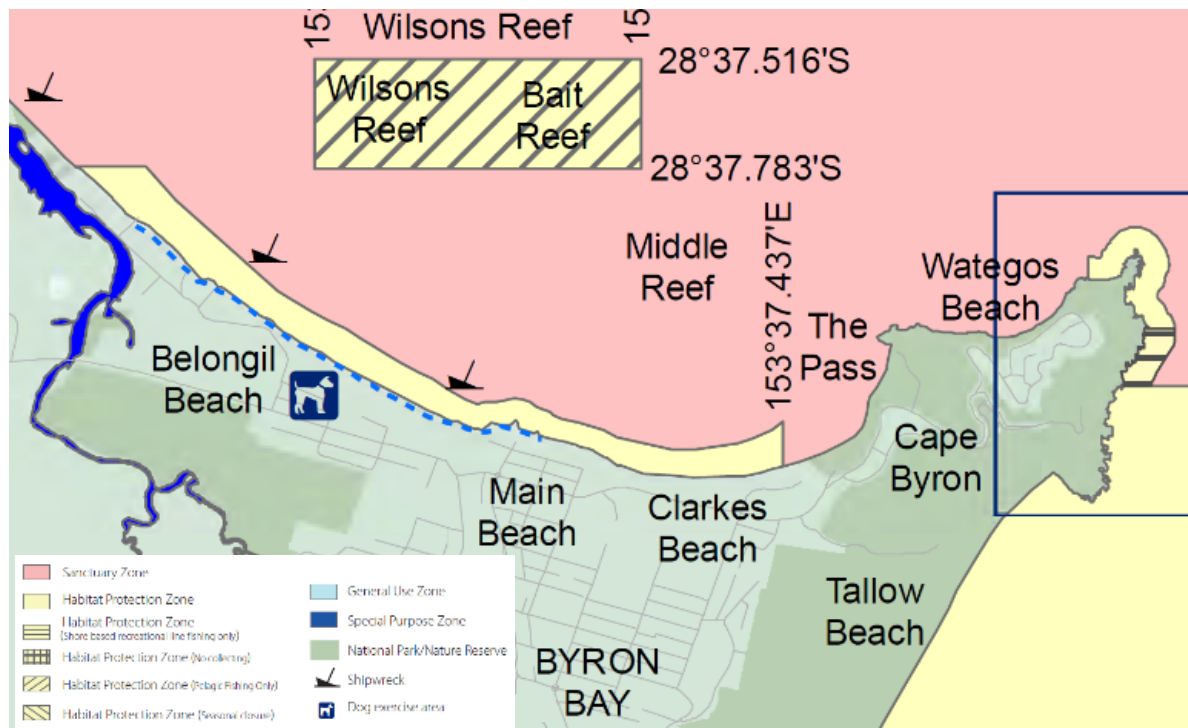 15
15
Wilsons Reef
28°37.516'S
Wilsons
Reef
Bait
Reef
28°37.783'S
153°37.437'E
Middle
Reef
Wategos
Beach
The
Pass
Belongil
Beach
Cape
Byron
Main
Beach
Clarkes
Beach
Tallow
Beach
BYRON
BAY
Sanctuary Zone
Habitat Protection Zone
Habitat Protection Zone
(Shore based recreational line fishing only)
Habitat Protection Zone (No collecting)
Habitat Protection Zone (Pelagic Fishing Only)
Habitat Protection Zone (Seasonal closure)
General Use Zone
Special Purpose Zone
National Park/Nature Reserve
Shipwreck
Dog exercise area